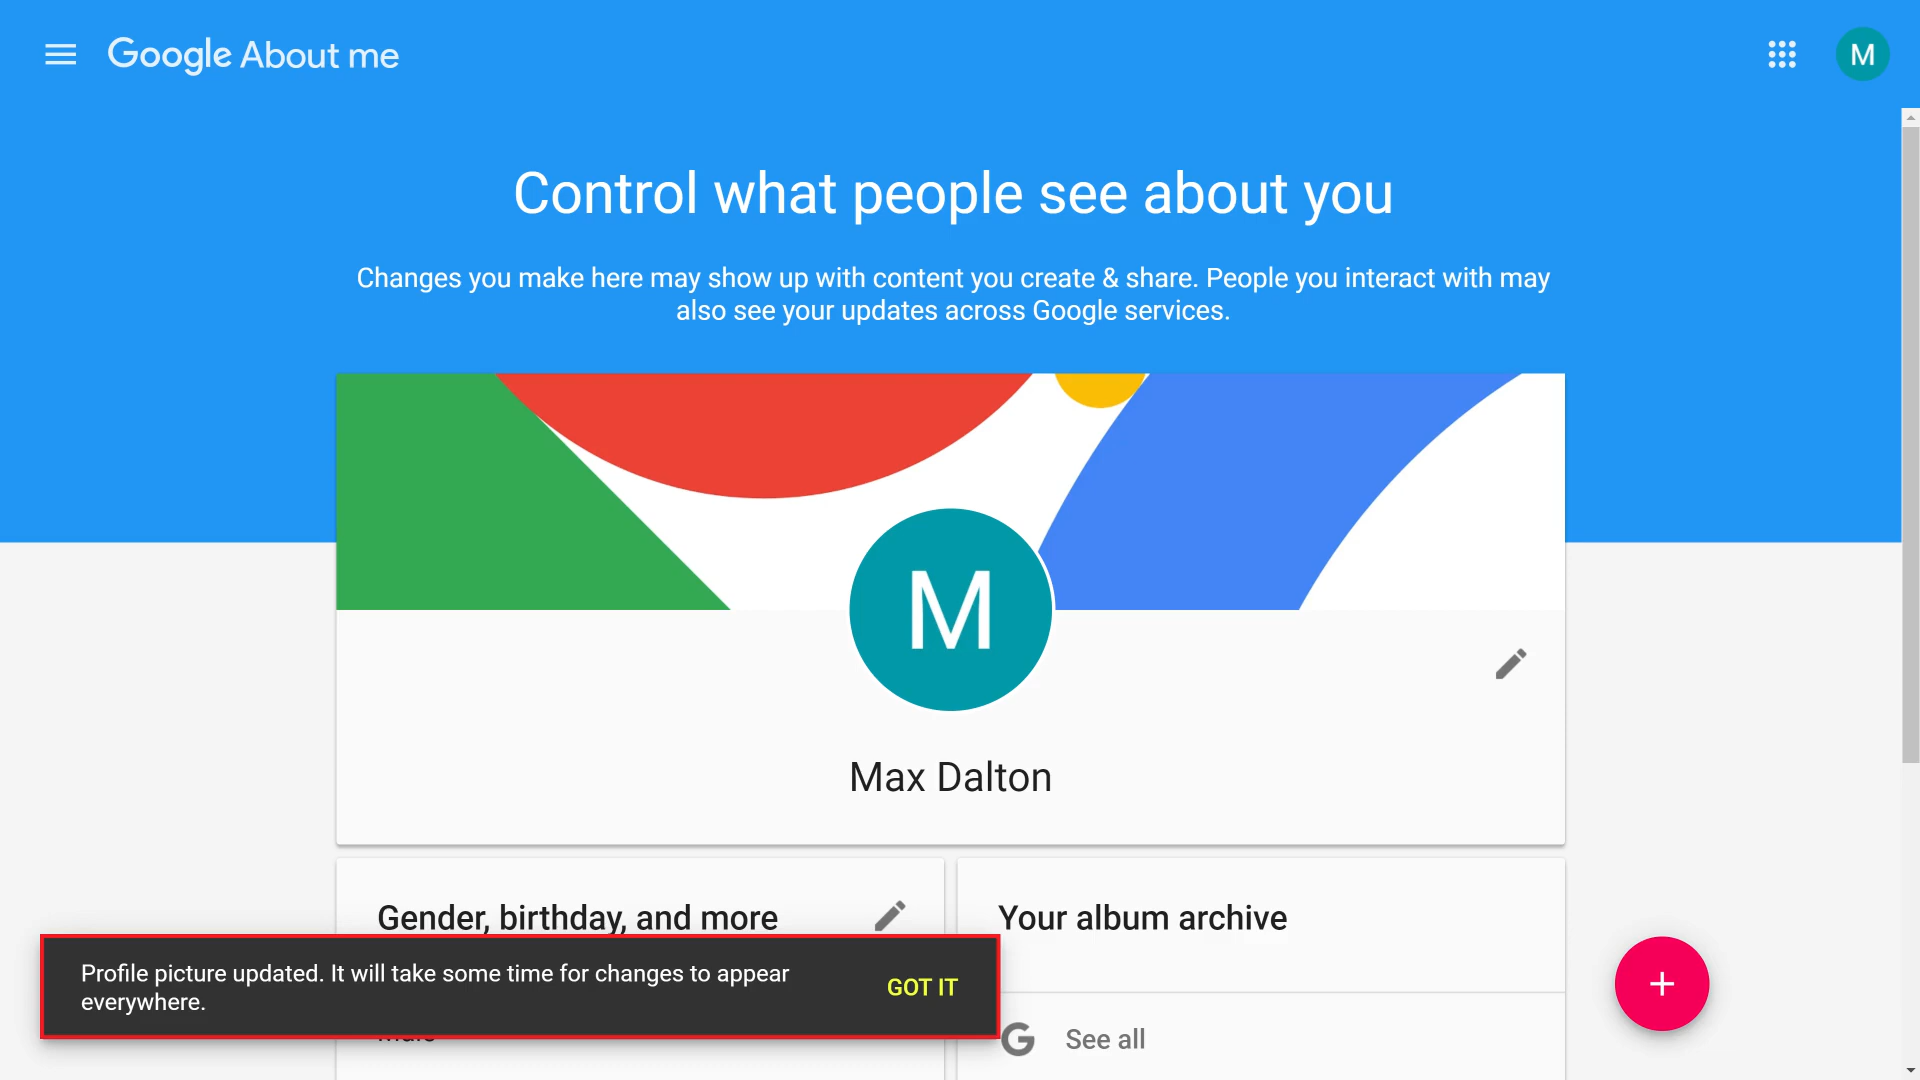 Google About me
M
Control what people see about you
Changes you make here may show up with content you create & share. People you interact with may
also see your updates across Google services.
M
Max Dalton
Gender, birthday, and more
Your album archive
Profile picture updated. It will take some time for changes to appear
everywhere.
GOT IT
G
See all